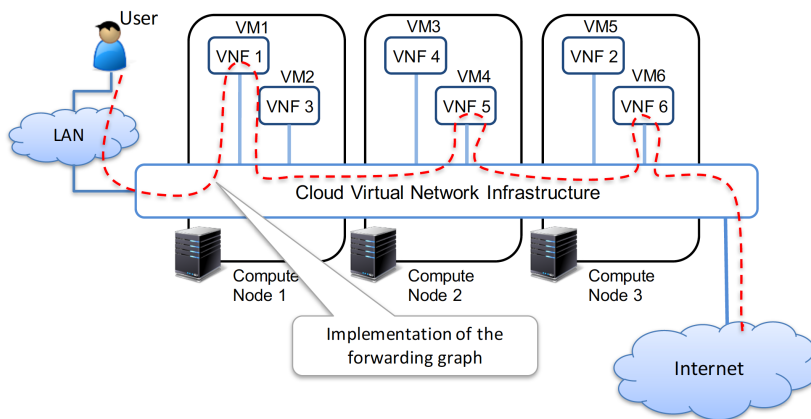 User
VM1
VM3
VM5
VNF 1
VNF 4
VNF 2
VM2
VM4
VM6
VNF 3
VNF 5
VNF 6
LAN
Cloud Virtual Network Infrastructure
Compute
Node 1
Compute
Node 2
Compute
Node 3
Implementation of the
forwarding graph
Internet